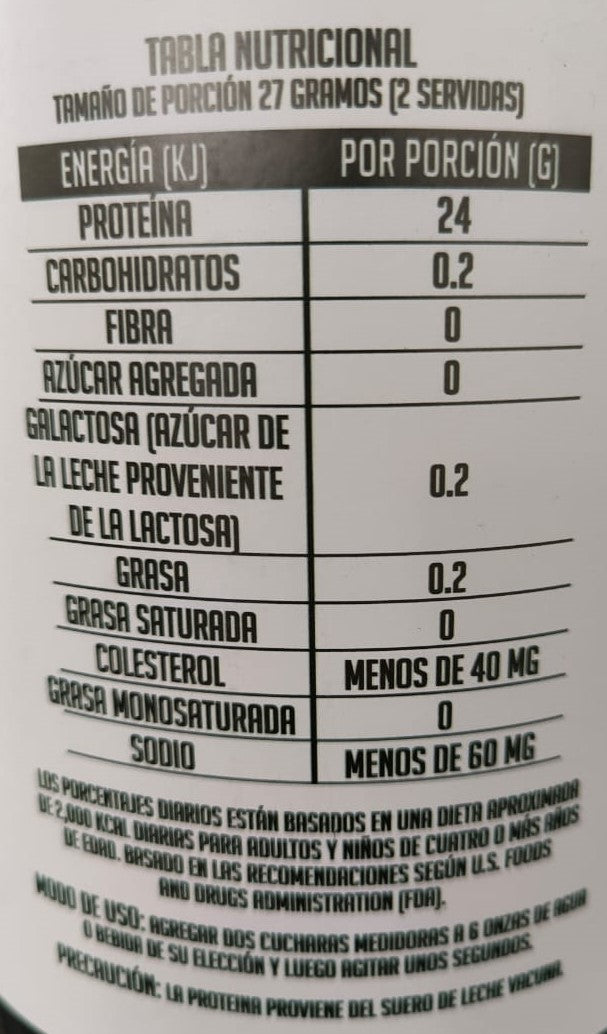 TABLA NUTRICIONAL
TAMAÑO DE PORCIÓN 27 GRAMOS (2 SERVIDAS)
ENERGÍA (KJ) POR PORCIÓN (G)
PROTEÍNA 24
CARBOHIDRATOS 0.2
FIBRA 0
AZÚCAR AGREGADA 0
GALACTOSA (AZÚCAR DE
LA LECHE PROVENIENTE 0.2
DE LA LACTOSA)
GRASA 0.2
GRASA SATURADA 0
COLESTEROL MENOS DE 40 MG
GRASA MONOSATURADA 0
SODIO MENOS DE 60 MG
LOS PORCENTAJES DIARIOS ESTÁN BASADOS EN UNA DIETA APROXIMADA
DE 2,000 KCAL DIARIAS PARA ADULTOS Y NIÑOS DE CUATRO O MÁS AÑOS
DE EDAD. BASADO EN LAS RECOMENDACIONES SEGÚN U.S. FOODS
AND DRUGS ADMINISTRATION (FDA).
MODO DE USO: AGREGAR DOS CUCHARAS MEDIDORAS A 6 ONZAS DE AGUA
O BEBIDA DE SU ELECCIÓN Y LUEGO AGITAR UNOS SEGUNDOS.
PRECAUCIÓN: LA PROTEINA PROVIENE DEL SUERO DE LECHE VACUNA.